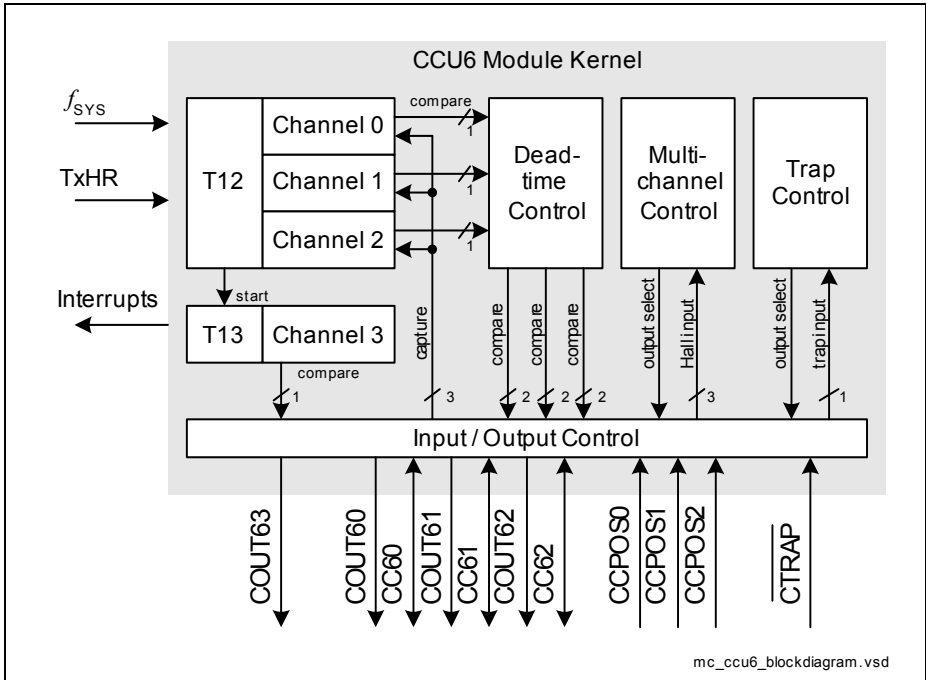 CCU6 Module Kernel
fSYS
TxHR
Interrupts
T12
Channel 0
Channel 1
Channel 2
compare
1
1
1
Dead-
time
Control
Multi-
channel
Control
Trap
Control
start
T13
Channel 3
compare
1
capture
3
compare
2
compare
2
compare
2
output select
Hall input
3
output select
trap input
1
Input / Output Control
COUT63
COUT60
CC60
COUT61
CC61
COUT62
CC62
CCPOS0
CCPOS1
CCPOS2
CTRAP
mc_ccu6_blockdiagram.vsd